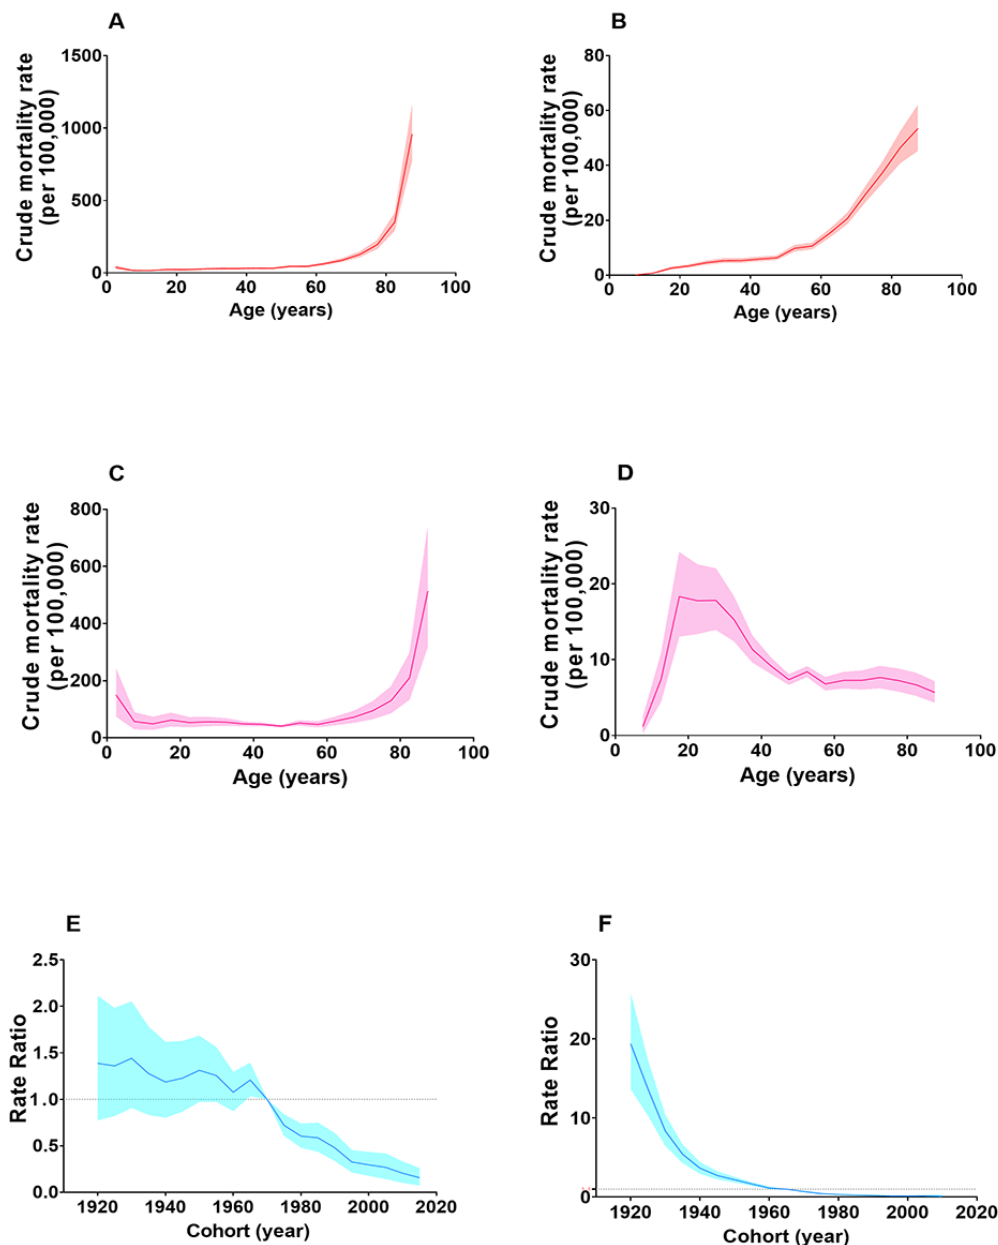 A
Crude mortality rate
(per 100,000)
1500
1000
500
0
0 20 40 60 80 100
Age (years)
B
Crude mortality rate
(per 100,000)
80
60
40
20
0
0 20 40 60 80 100
Age (years)
C
Crude mortality rate
(per 100,000)
800
600
400
200
0
0 20 40 60 80 100
Age (years)
D
Crude mortality rate
(per 100,000)
30
20
10
0
0 20 40 60 80 100
Age (years)
E
Rate Ratio
2.5
2.0
1.5
1.0
0.5
0.0
1920 1940 1960 1980 2000 2020
Cohort (year)
F
Rate Ratio
30
20
10
0
1920 1940 1960 1980 2000 2020
Cohort (year)